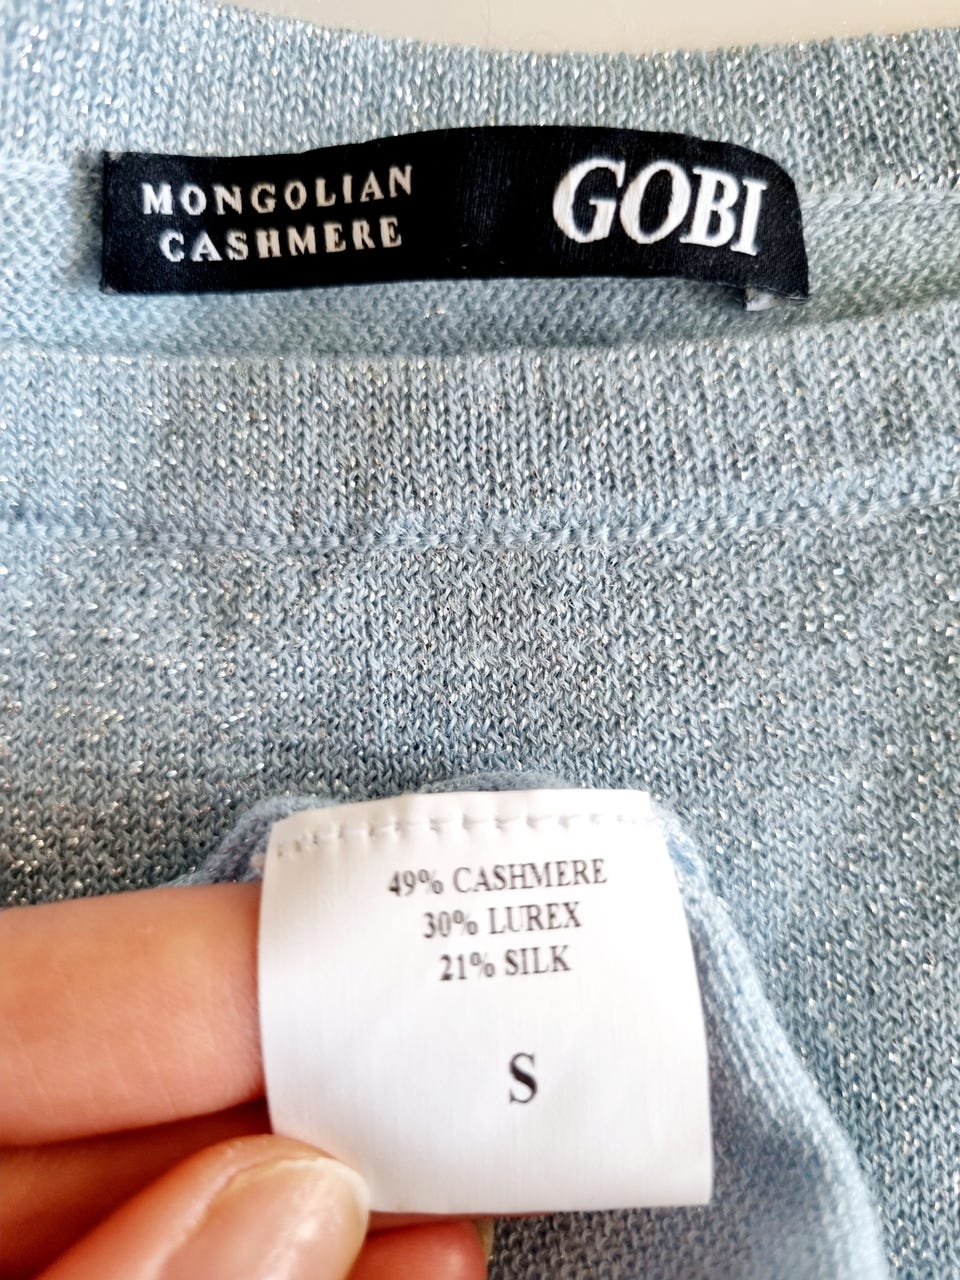 MONGOLIAN
CASHMERE
GOBI
49% CASHMERE
30% LUREX
21% SILK
S